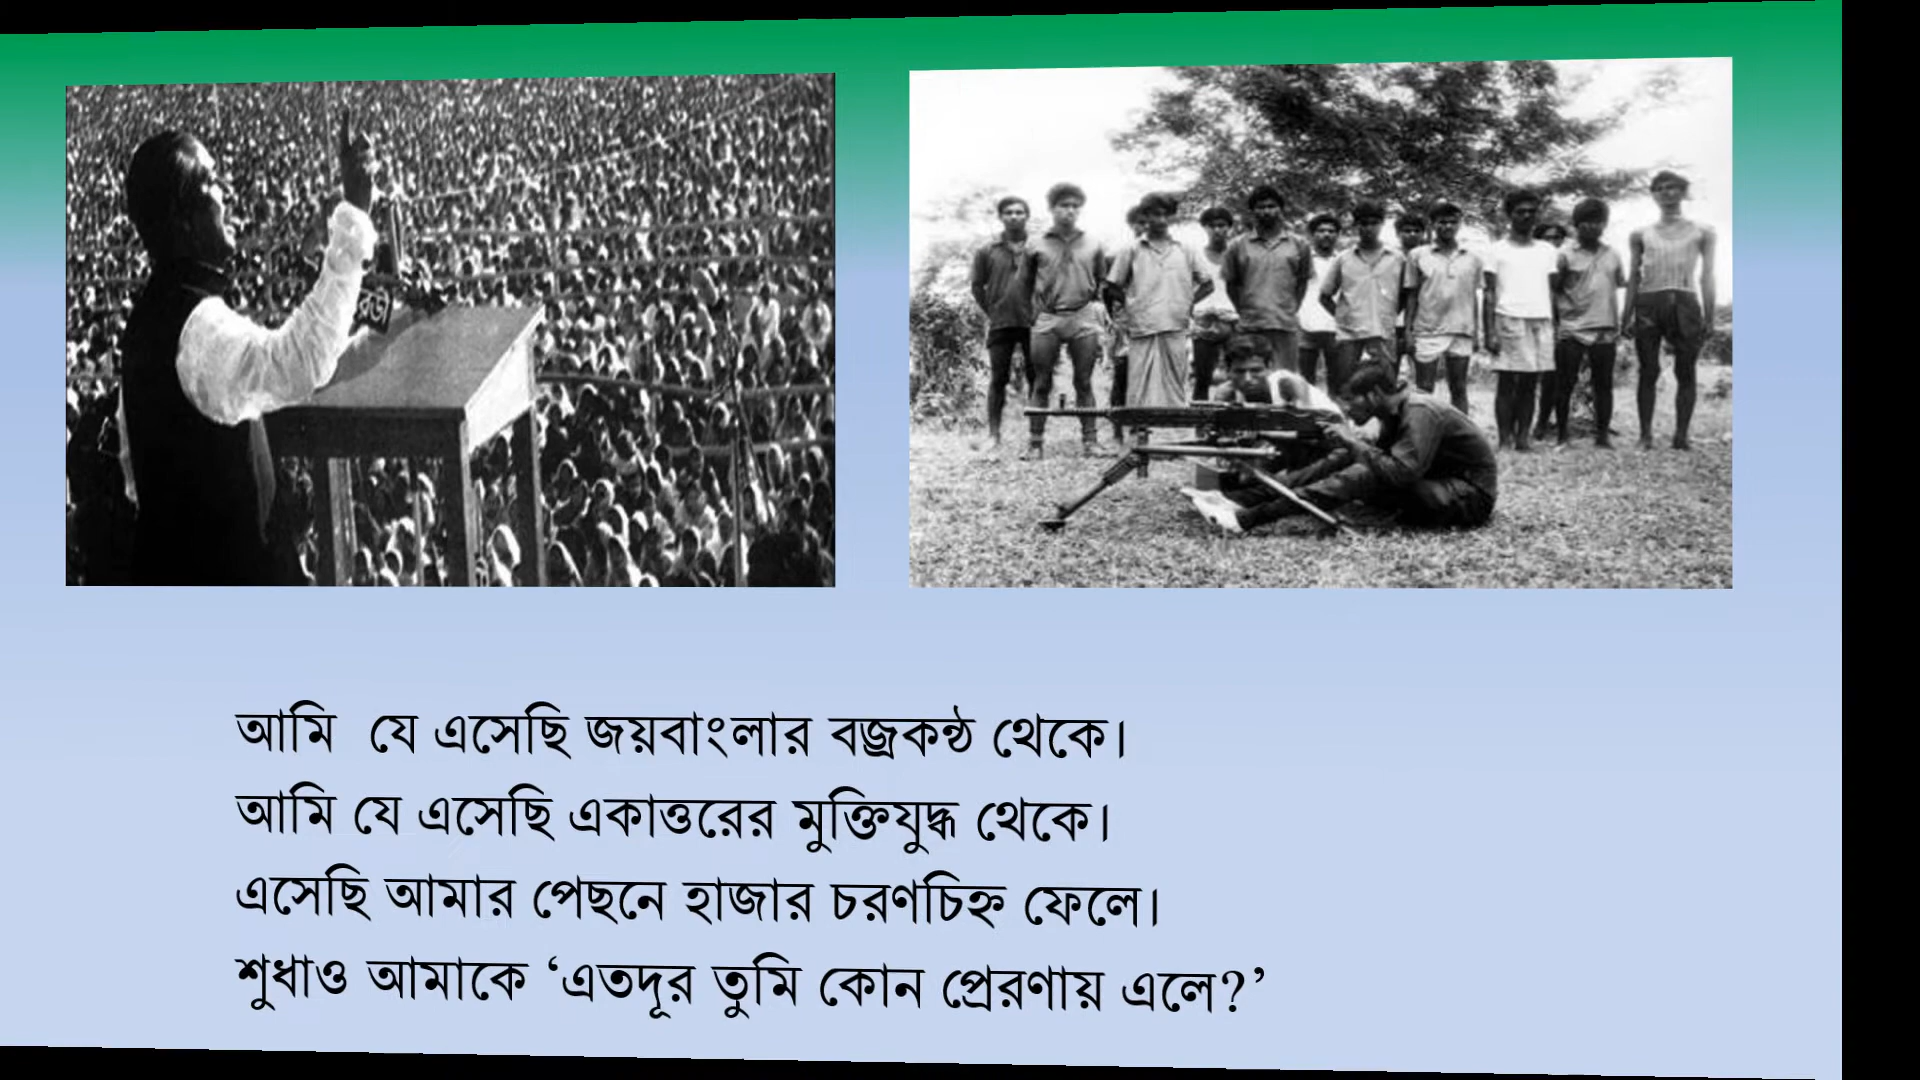 আমি যে এসেছি জয়বাংলার বজ্রকন্ঠ থেকে।
আমি যে এসেছি একাত্তরের মুক্তিযুদ্ধ থেকে।
এসেছি আমার পেছনে হাজার চরণচিহ্ন ফেলে।
শুধাও আমাকে ‘এতদূর তুমি কোন প্রেরণায় এলে?’